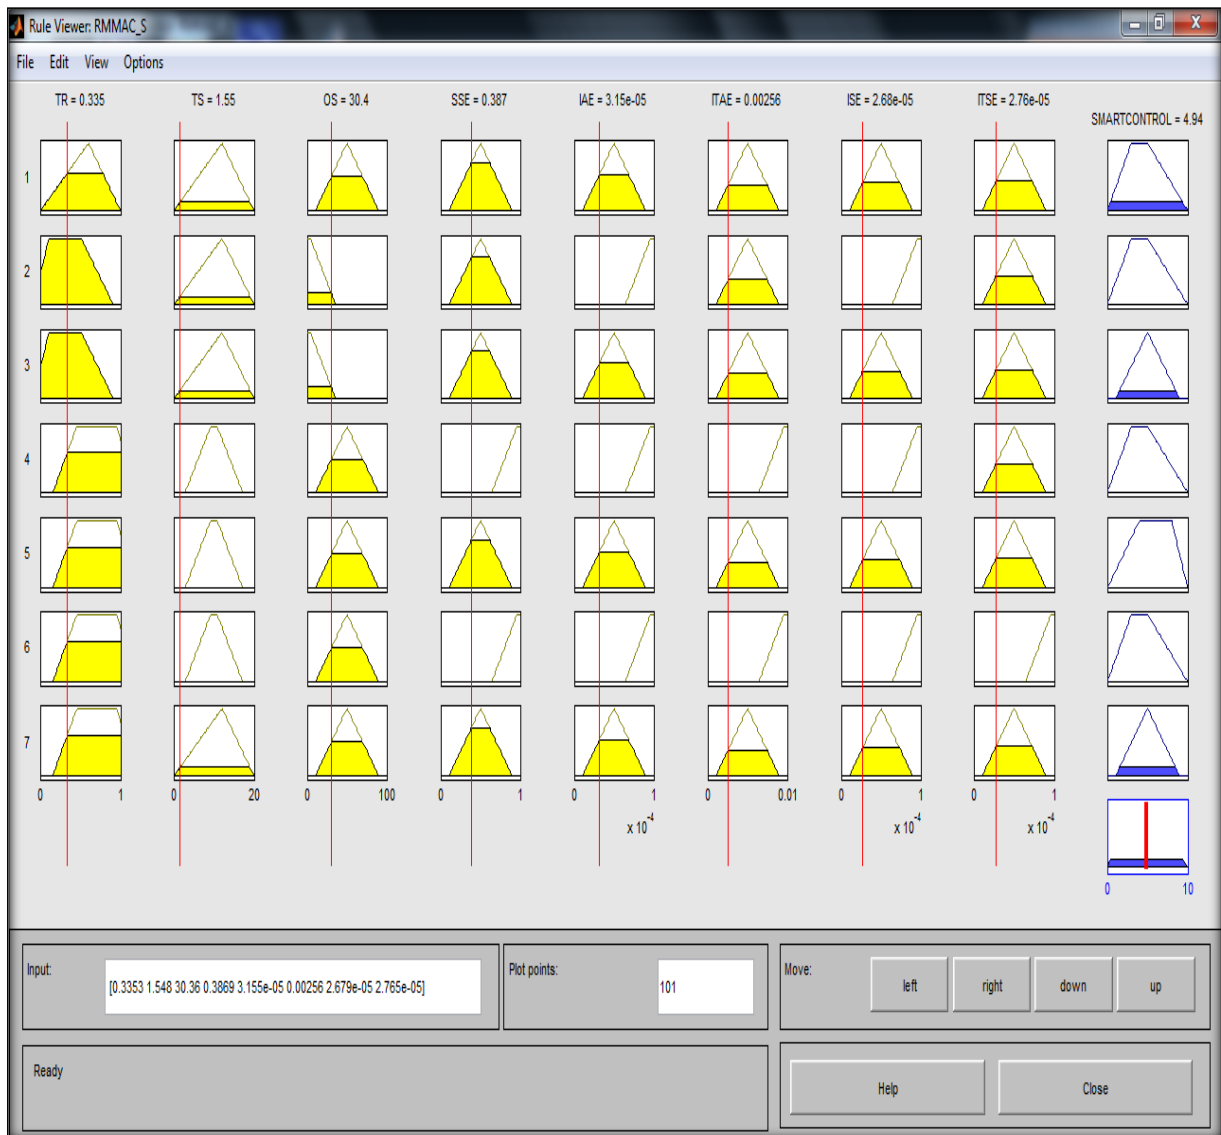 Rule Viewer: RMMAC_S
File Edit View Options
TR = 0.335 TS = 1.55 OS = 30.4 SSE = 0.387 IAE = 3.15e-05 ITAE = 0.00256 ISE = 2.68e-05 ITSE = 2.76e-05
SMARTCONTROL = 4.94
1
2
3
4
5
6
7
0 1 0 20 0 100 0 1 0 1 0 0.01 0 1 0 1
x 10-4 x 10-4 x 10-4
0 10
Input:
[0.3353 1.548 30.36 0.3869 3.155e-05 0.00256 2.679e-05 2.765e-05]
Plot points:
101
Move:
left right down up
Ready
Help Close